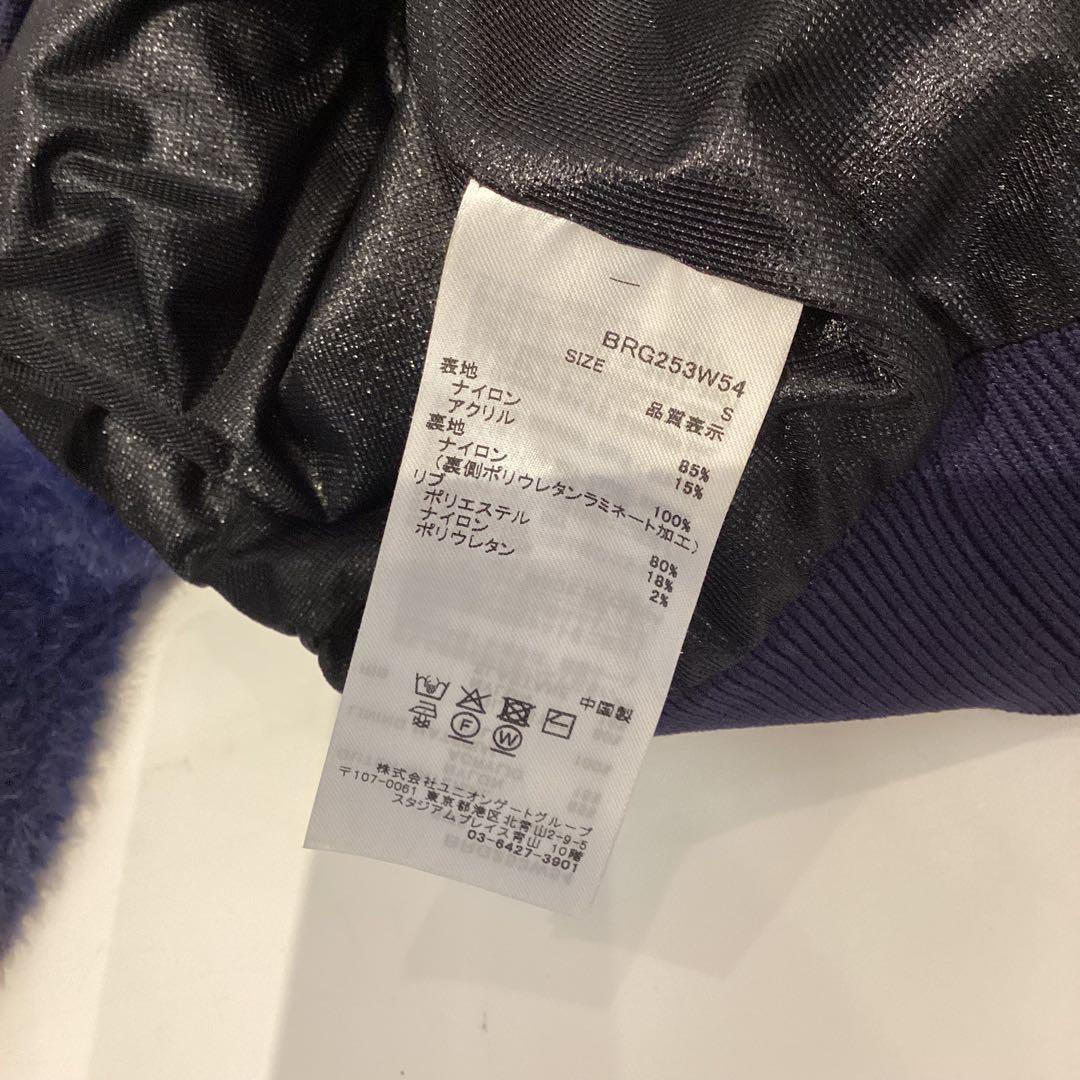 BRG253W54
SIZE S
品質表示
表地
ナイロン 85%
アクリル 15%
裏地
ナイロン 100%
(裏側ポリウレタンラミネート加工)
リブ
ポリエステル 80%
ナイロン 18%
ポリウレタン 2%
中国製
F
W
株式会社ユニオンゲートグループ
〒107-0061 東京都港区北青山2-9-5
スタジアムプレイス青山 10階
03-6427-3901